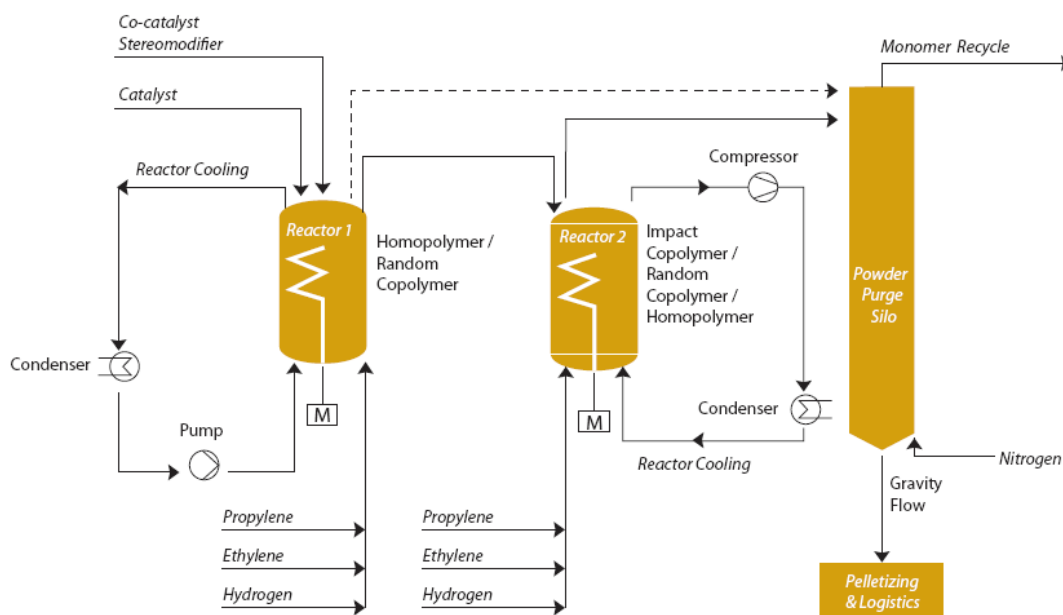 Co-catalyst
Stereomodifier
Monomer Recycle
Catalyst
Compressor
Reactor Cooling
Reactor 1
Homopolymer /
Random
Copolymer
Reactor 2
Impact
Copolymer /
Random
Copolymer /
Homopolymer
Powder
Purge
Silo
Condenser
M
Pump
M
Condenser
Reactor Cooling
Nitrogen
Gravity
Flow
Propylene
Ethylene
Hydrogen
Propylene
Ethylene
Hydrogen
Pelletizing
& Logistics